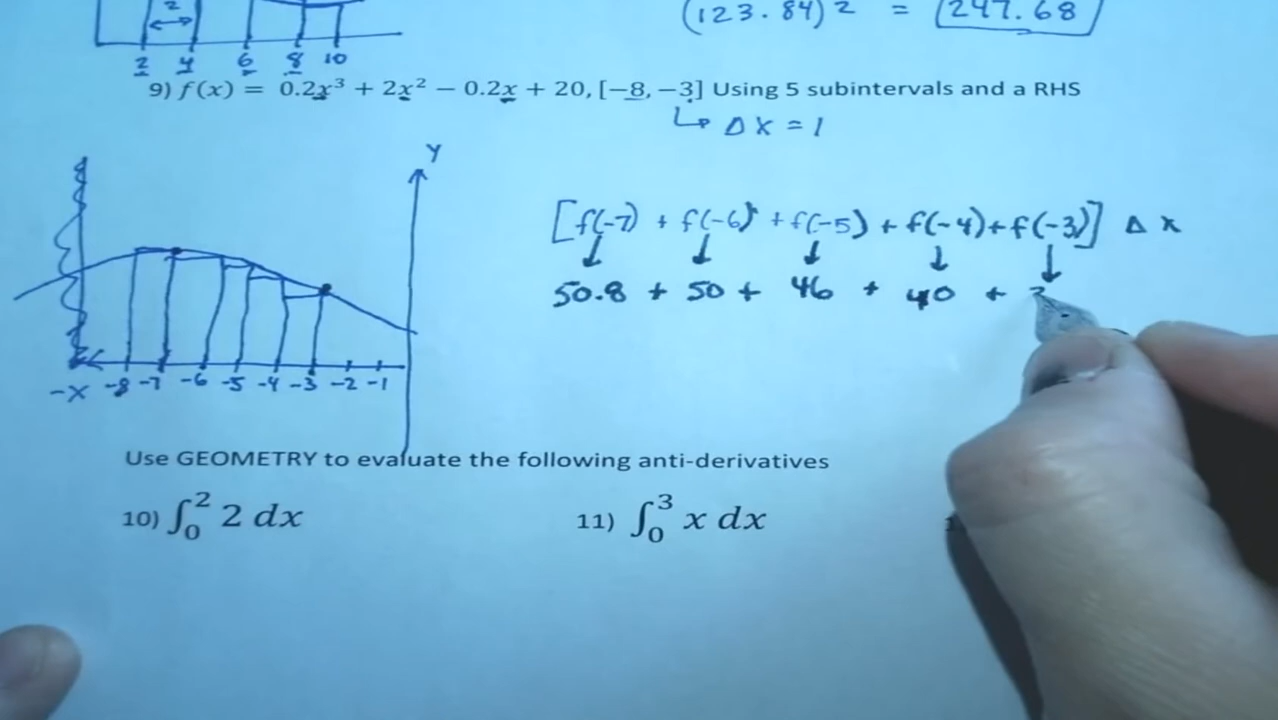 2
(123.84)2 = 247.68
2 4 6 8 10
9) f(x) = 0.2x³ + 2x² − 0.2x + 20, [−8, −3] Using 5 subintervals and a RHS
↳ Δx = 1
Y
[f(-7) + f(-6) + f(-5) + f(-4) + f(-3)] Δx
50.8 + 50 + 46 + 40 +
-X -8 -7 -6 -5 -4 -3 -2 -1
Use GEOMETRY to evaluate the following anti-derivatives
10) ∫₀² 2 dx 11) ∫₀³ x dx